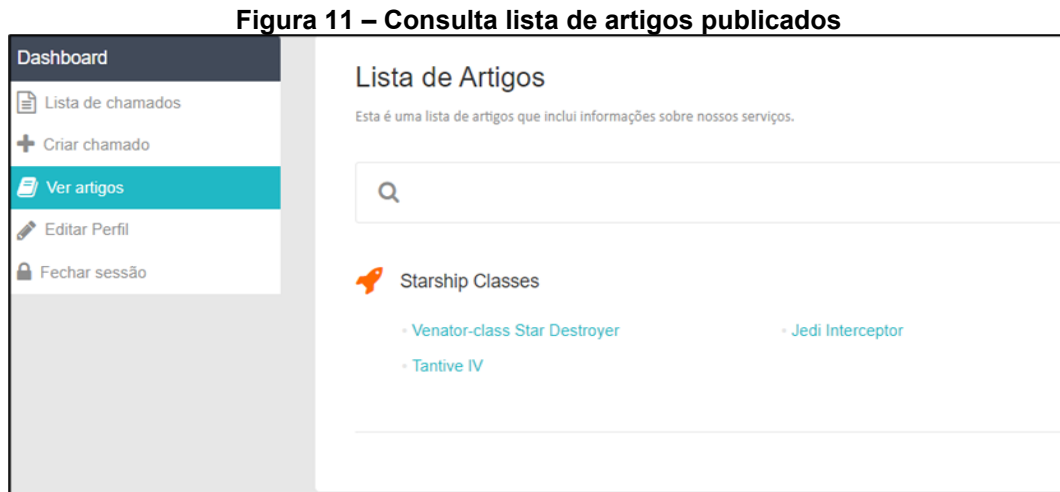 Figura 11 – Consulta lista de artigos publicados
Dashboard
Lista de chamados
Criar chamado
Ver artigos
Editar Perfil
Fechar sessão
Lista de Artigos
Esta é uma lista de artigos que inclui informações sobre nossos serviços.
Starship Classes
Venator-class Star Destroyer
Jedi Interceptor
Tantive IV